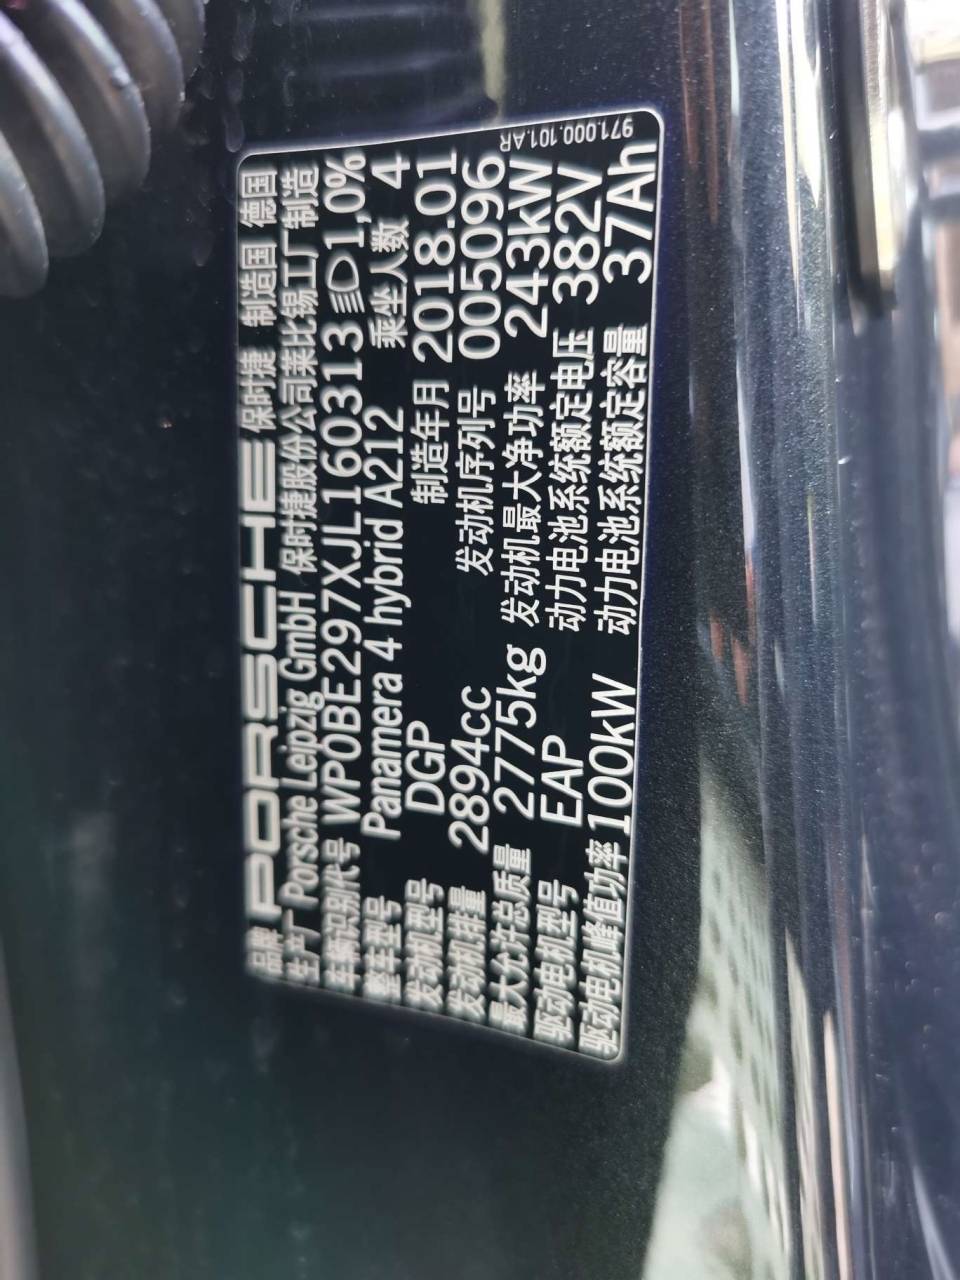 品牌 PORSCHE 保时捷 制造国 德国
生产厂 Porsche Leipzig GmbH 保时捷股份公司莱比锡工厂制造
车辆识别代号 WP0BE297XJL160313 1,0%
整车型号 Panamera 4 hybrid A212 乘坐人数 4
发动机型号 DGP 制造年月 2018.01
发动机排量 2894cc 发动机序列号 005096
最大允许总质量 2775kg 发动机最大净功率 243kW
驱动电机型号 EAP 动力电池系统额定电压 382V
驱动电机峰值功率 100kW 动力电池系统额定容量 37Ah
971.000.101.AR